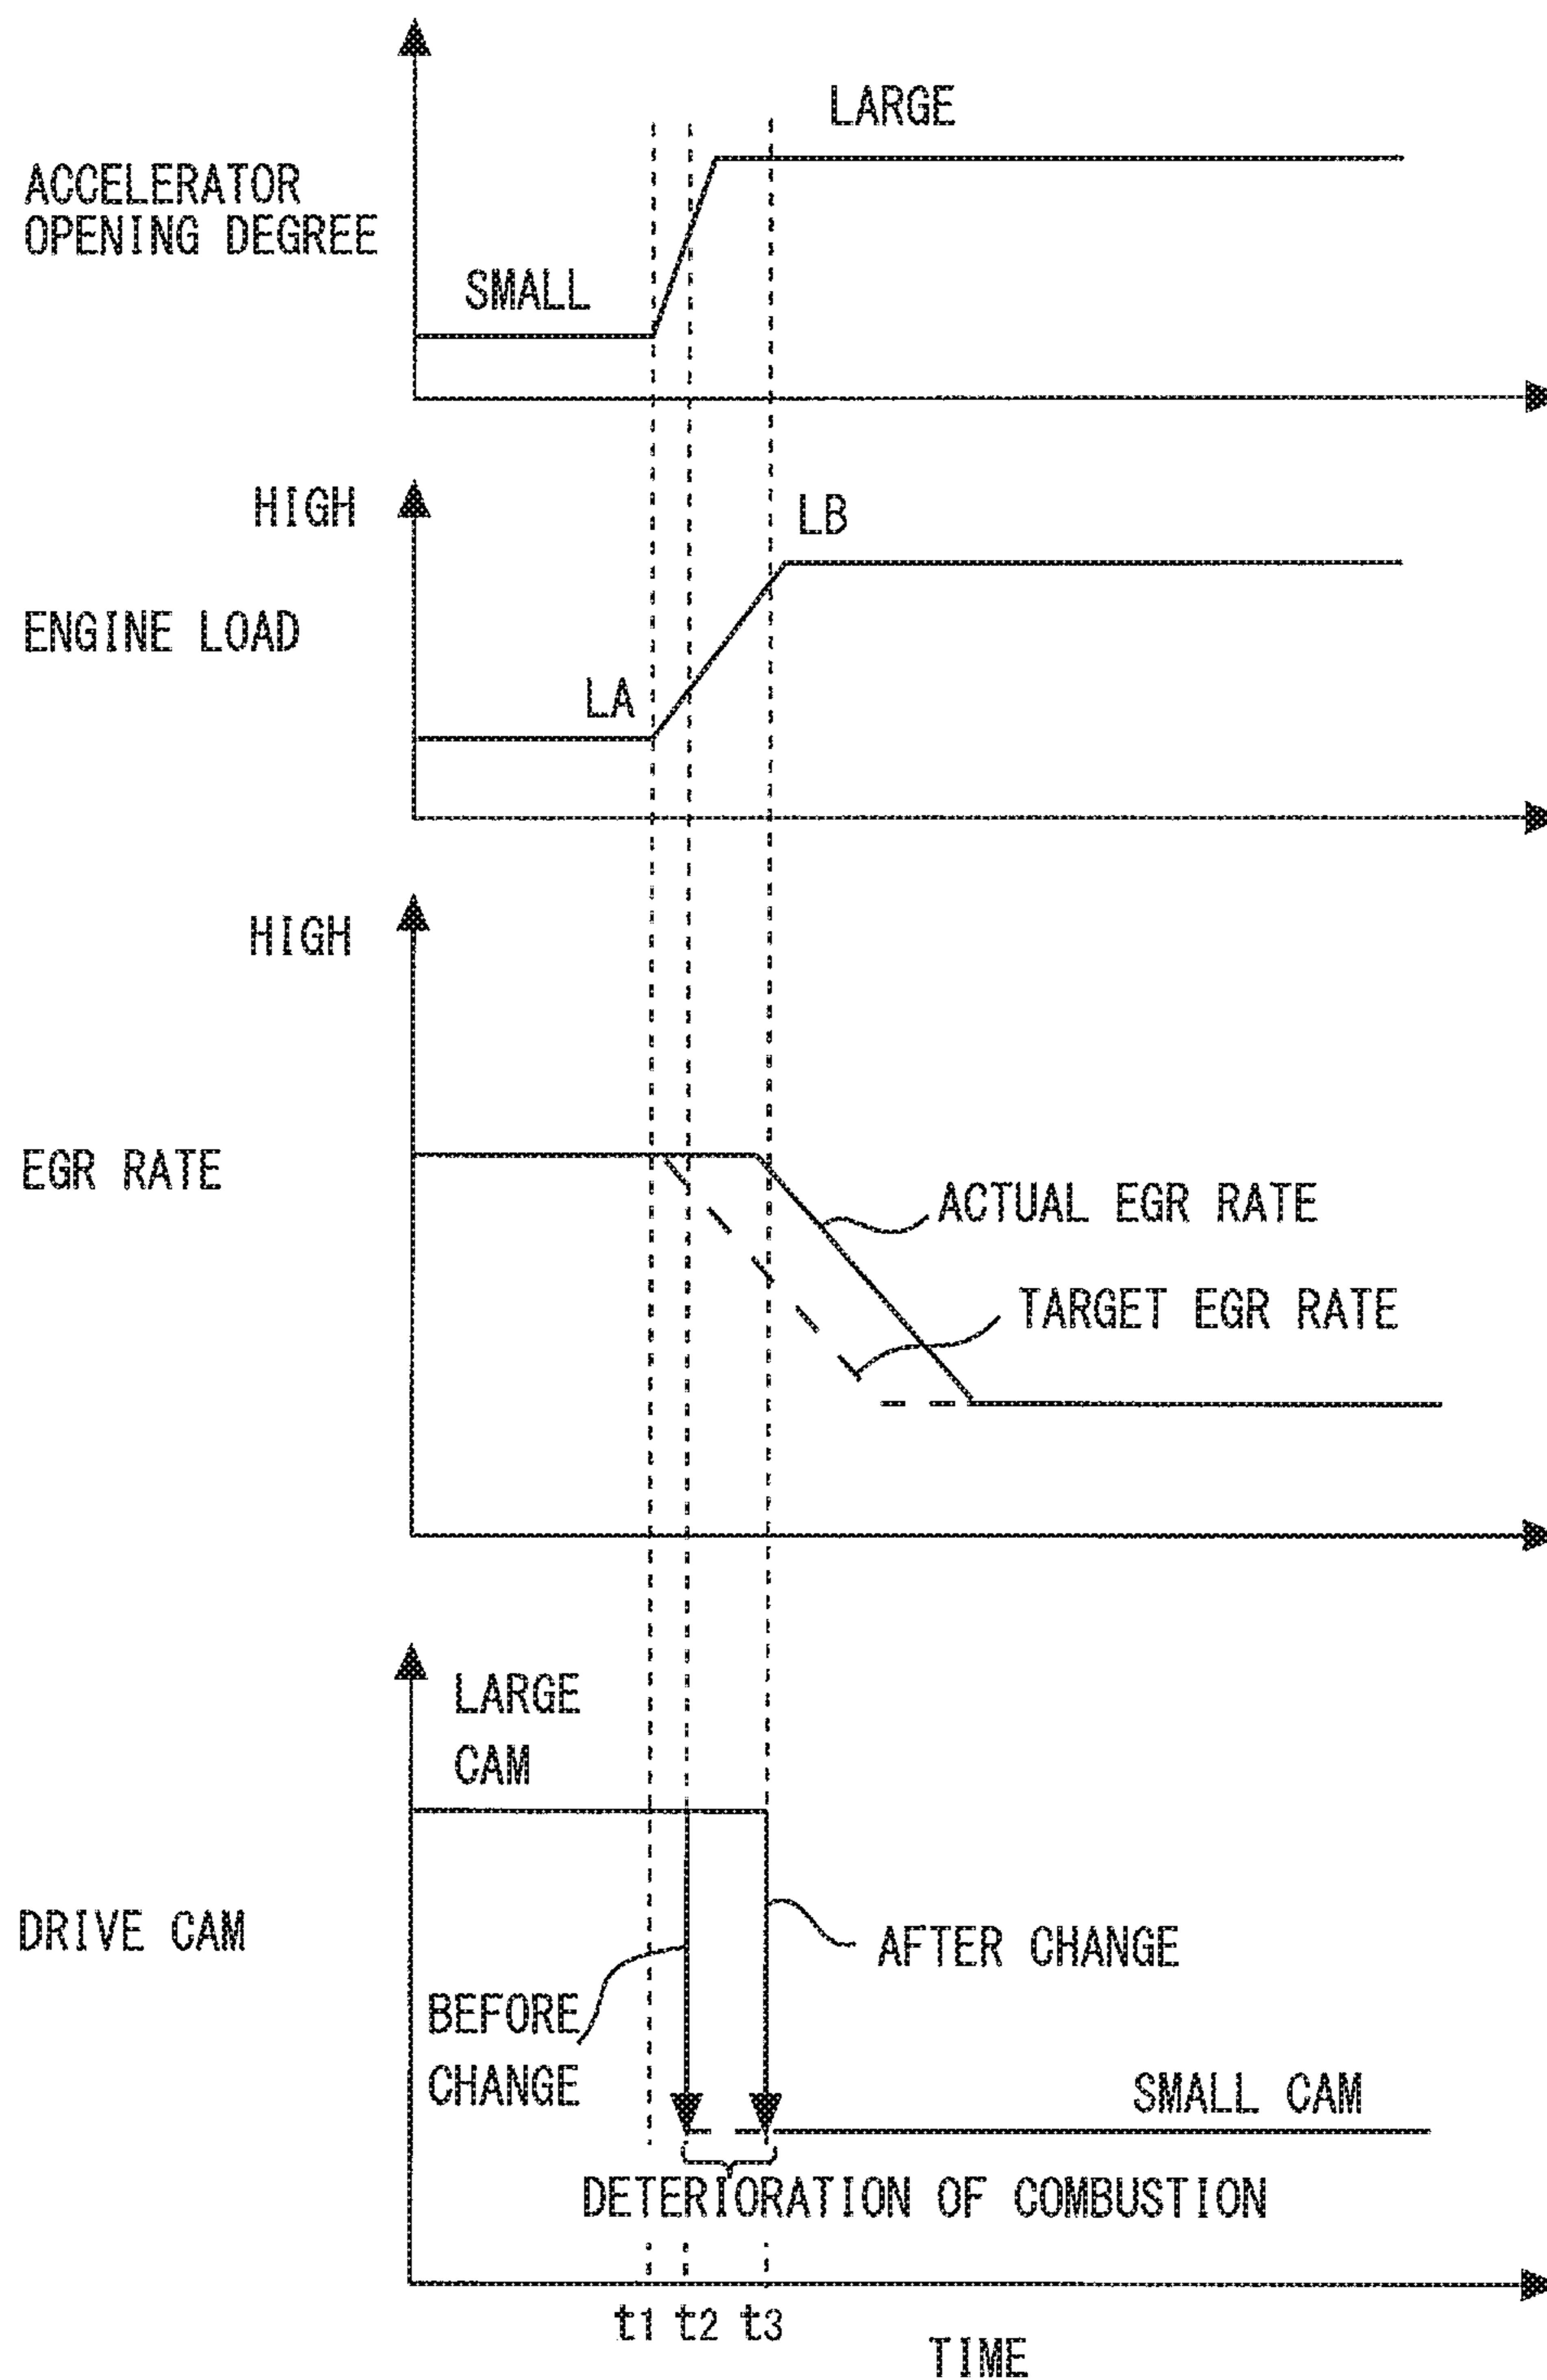 LARGE
ACCELERATOR
OPENING DEGREE
SMALL
HIGH
LB
ENGINE LOAD
LA
HIGH
EGR RATE
ACTUAL EGR RATE
TARGET EGR RATE
LARGE
CAM
DRIVE CAM
AFTER CHANGE
BEFORE
CHANGE
SMALL CAM
DETERIORATION OF COMBUSTION
t1 t2 t3
TIME